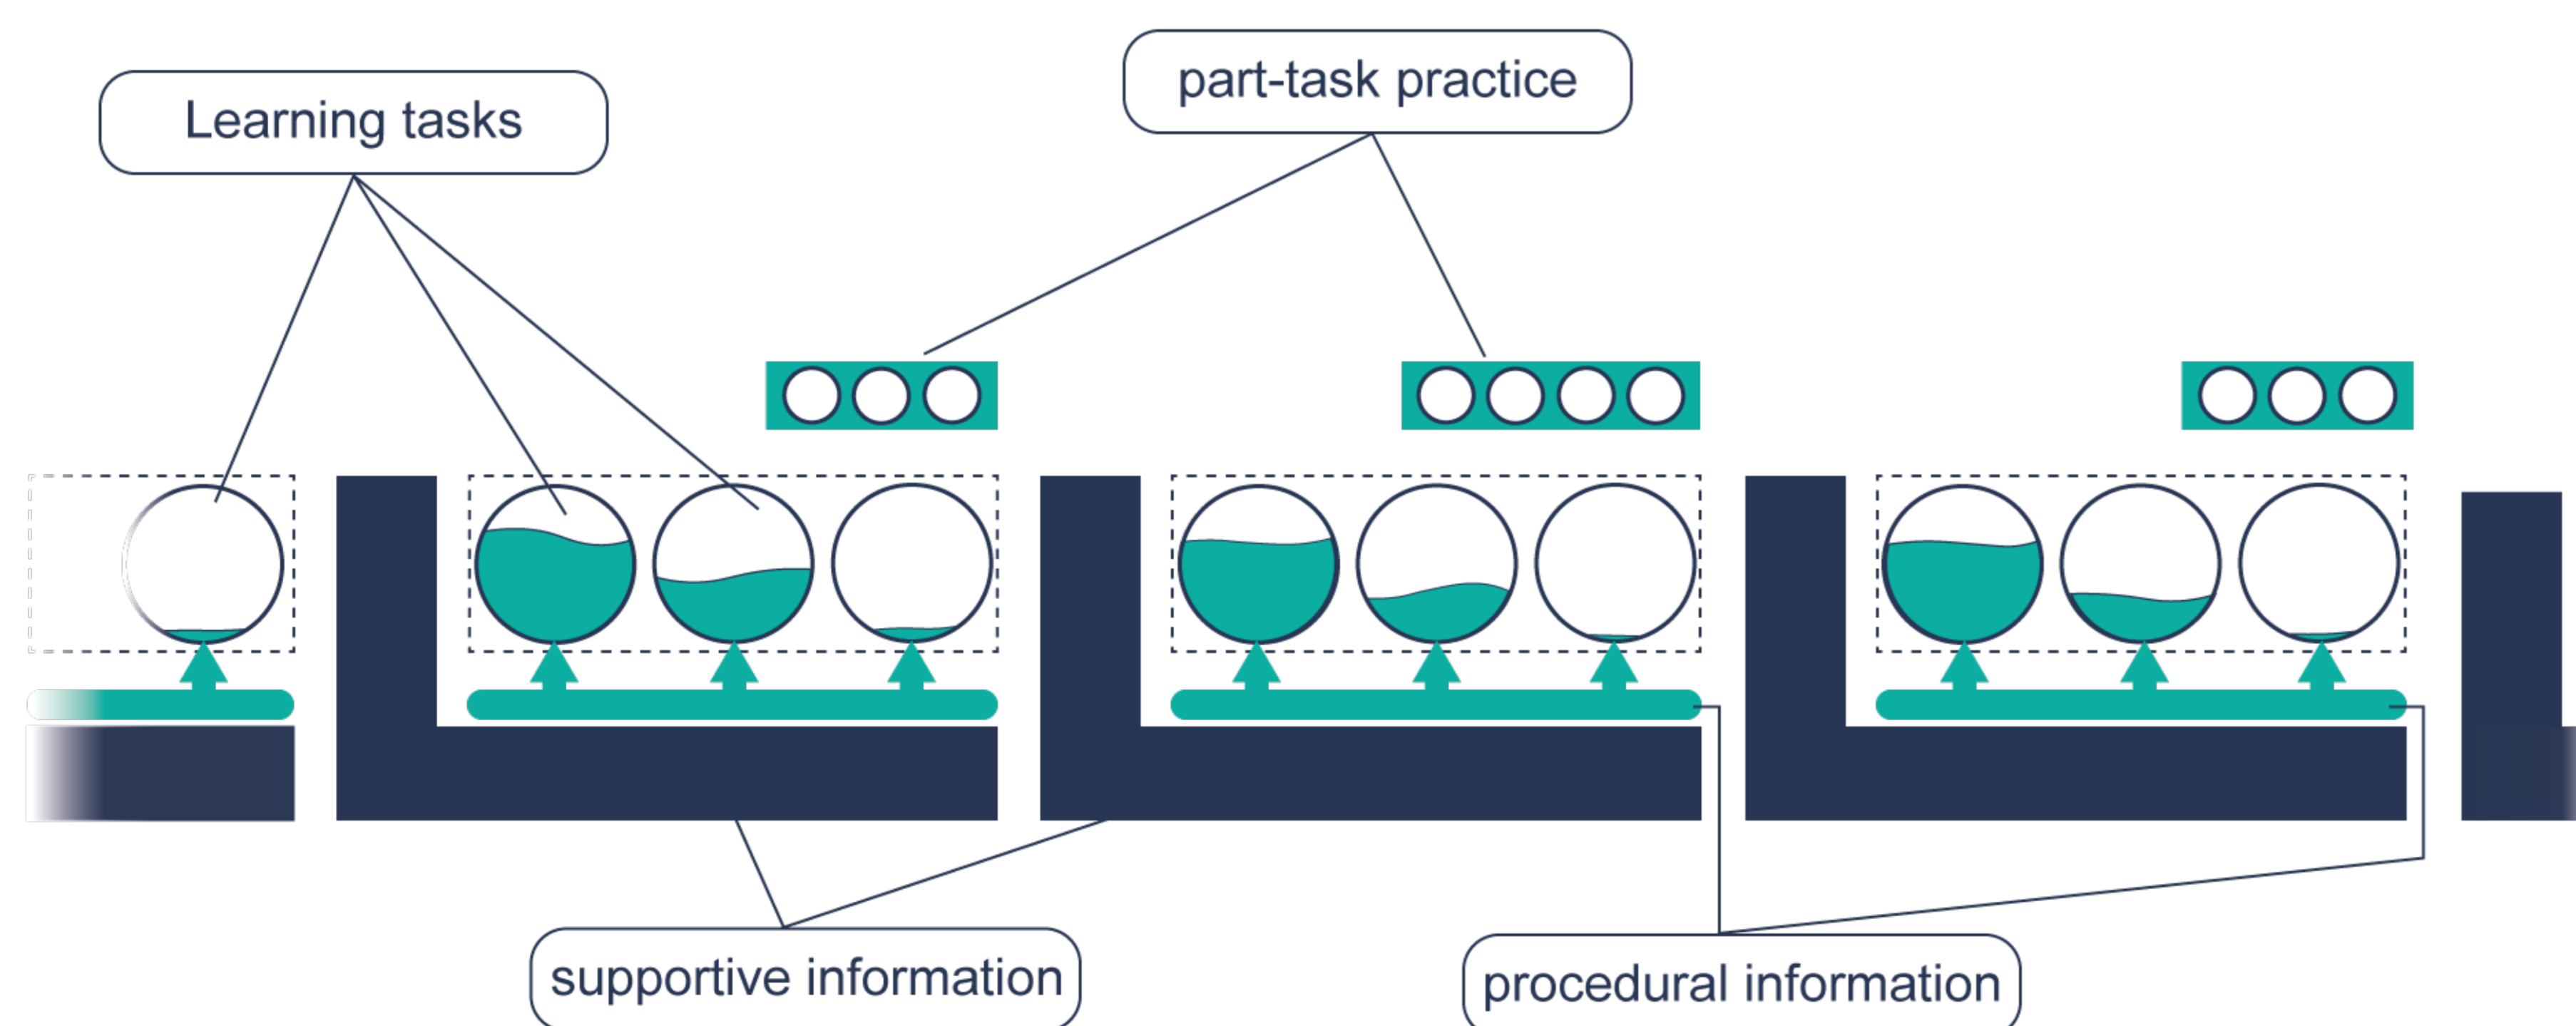 Learning tasks
part-task practice
supportive information
procedural information